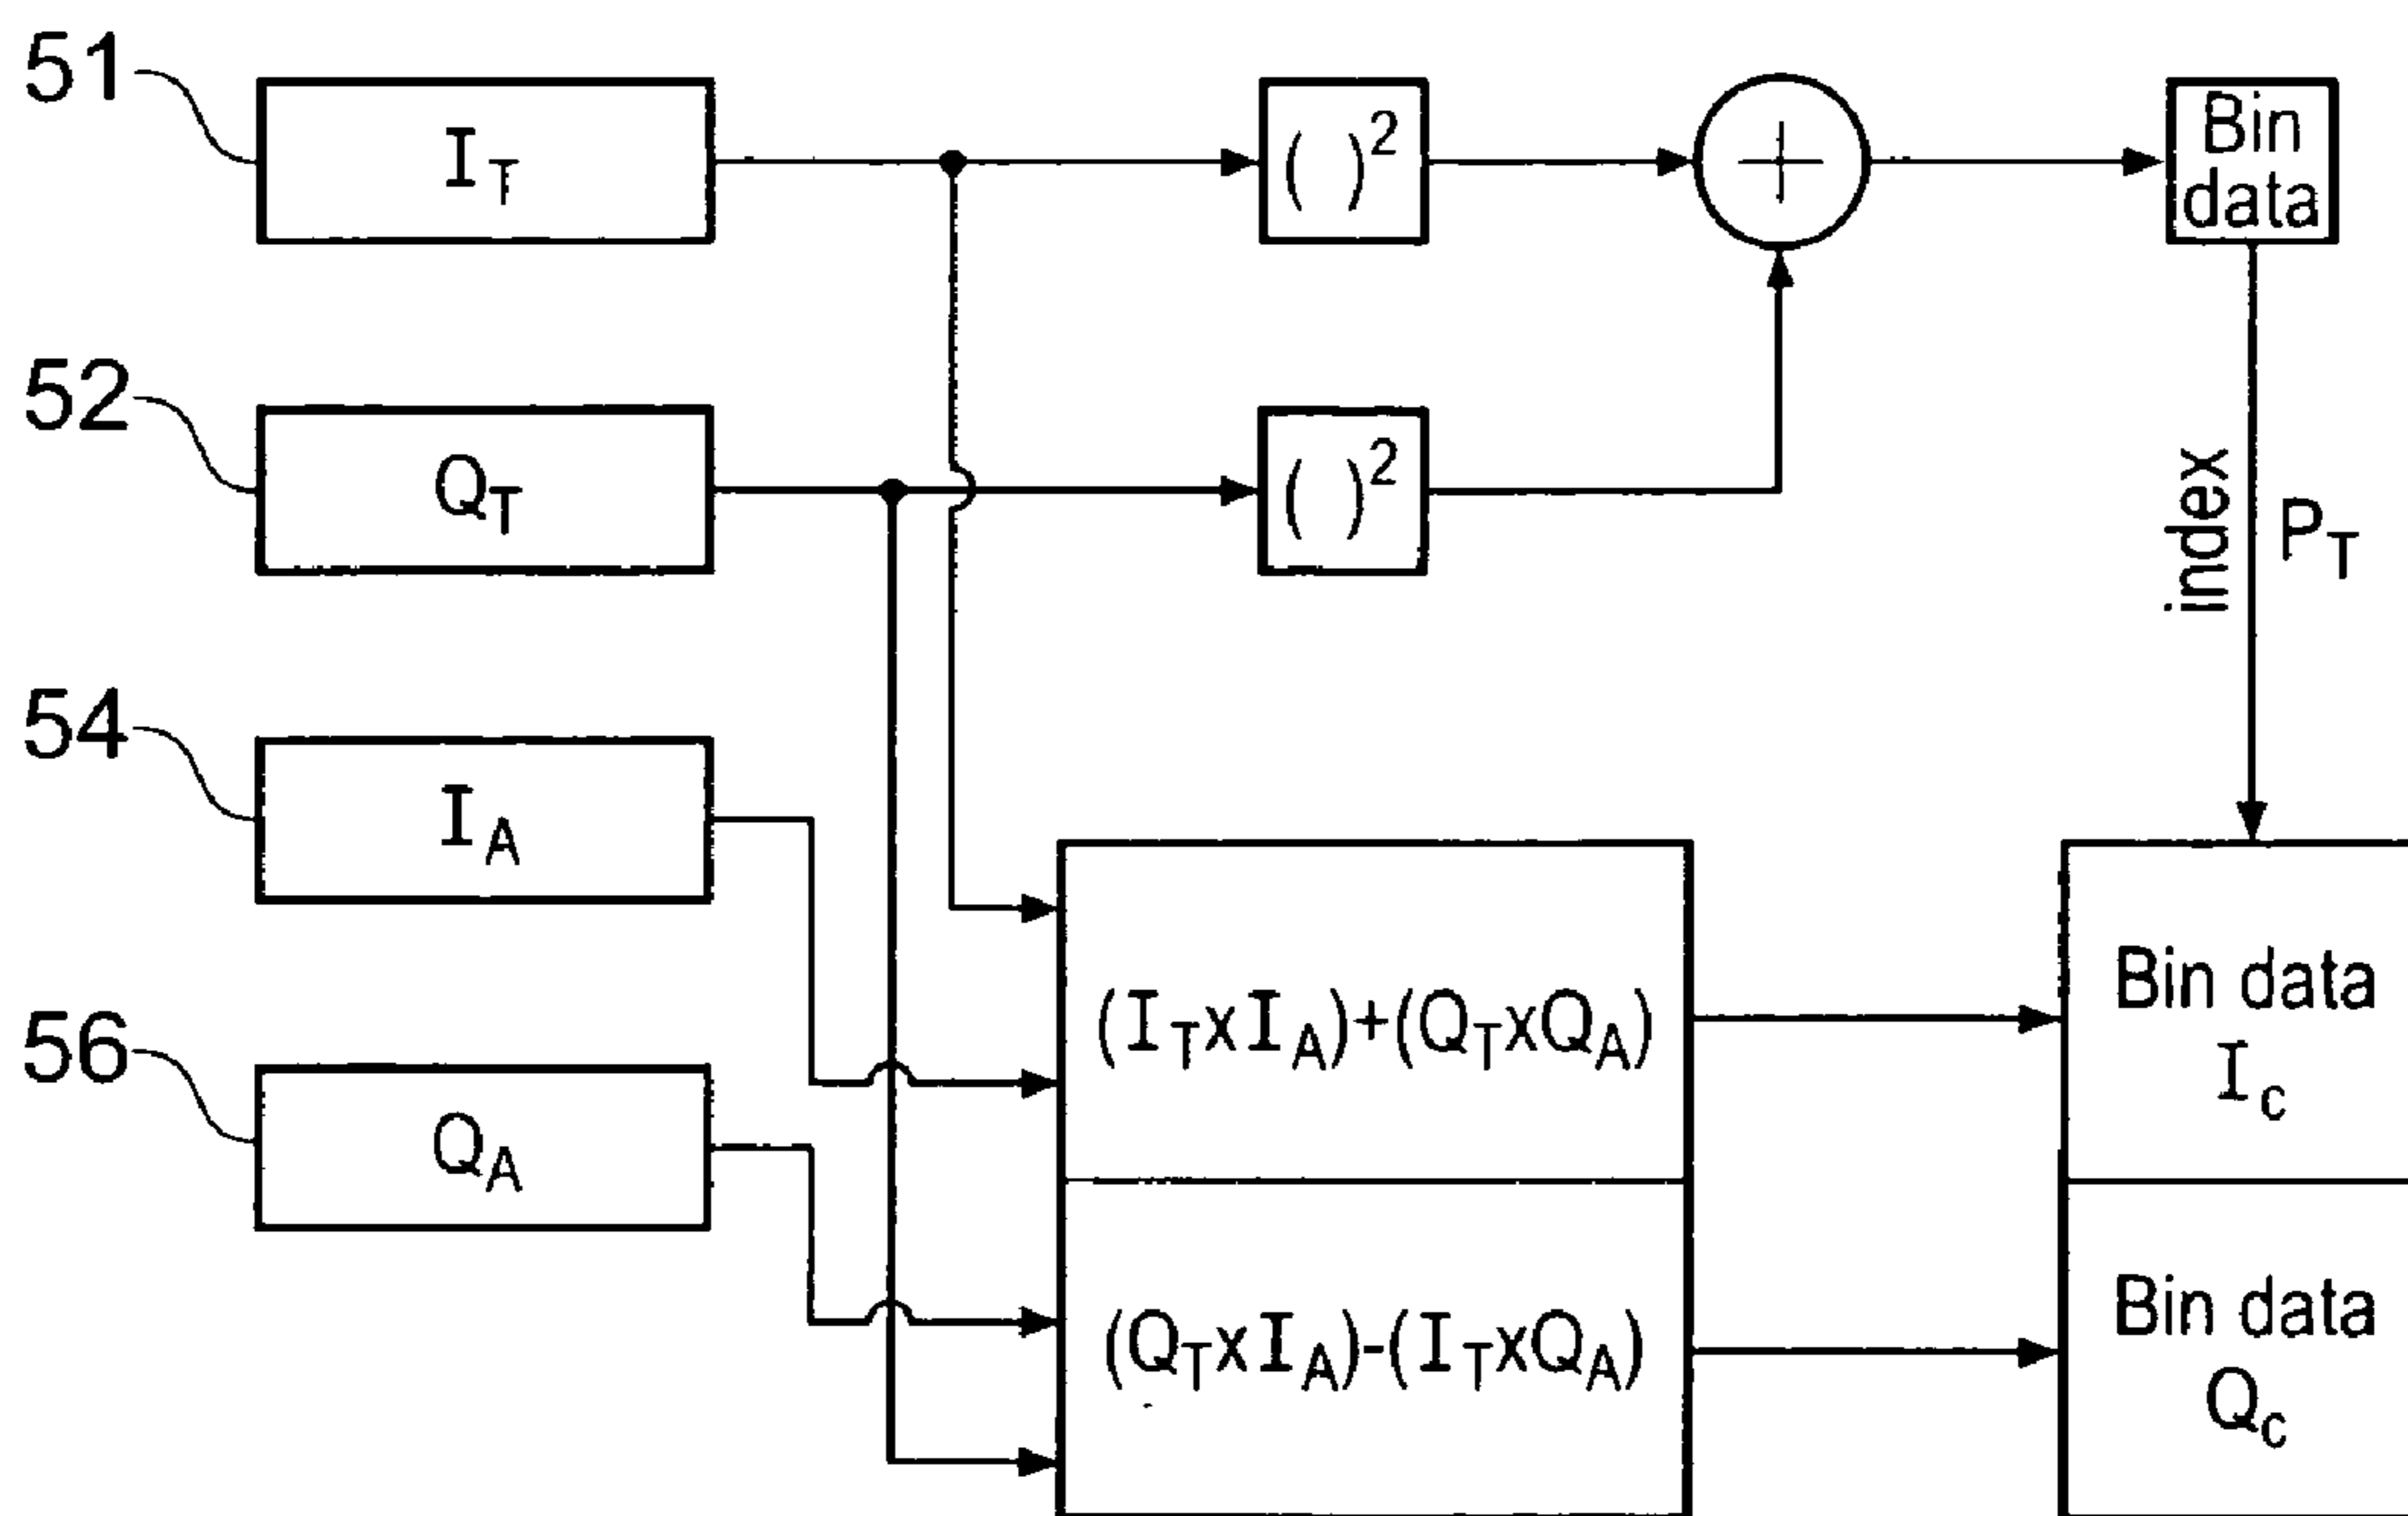 51
I_T
( )²
+
Bin
data
52
Q_T
( )²
index
P_T
54
I_A
(I_TxI_A)+(Q_TxQ_A)
Bin data
I_c
56
Q_A
(Q_TxI_A)-(I_TxQ_A)
Bin data
Q_c